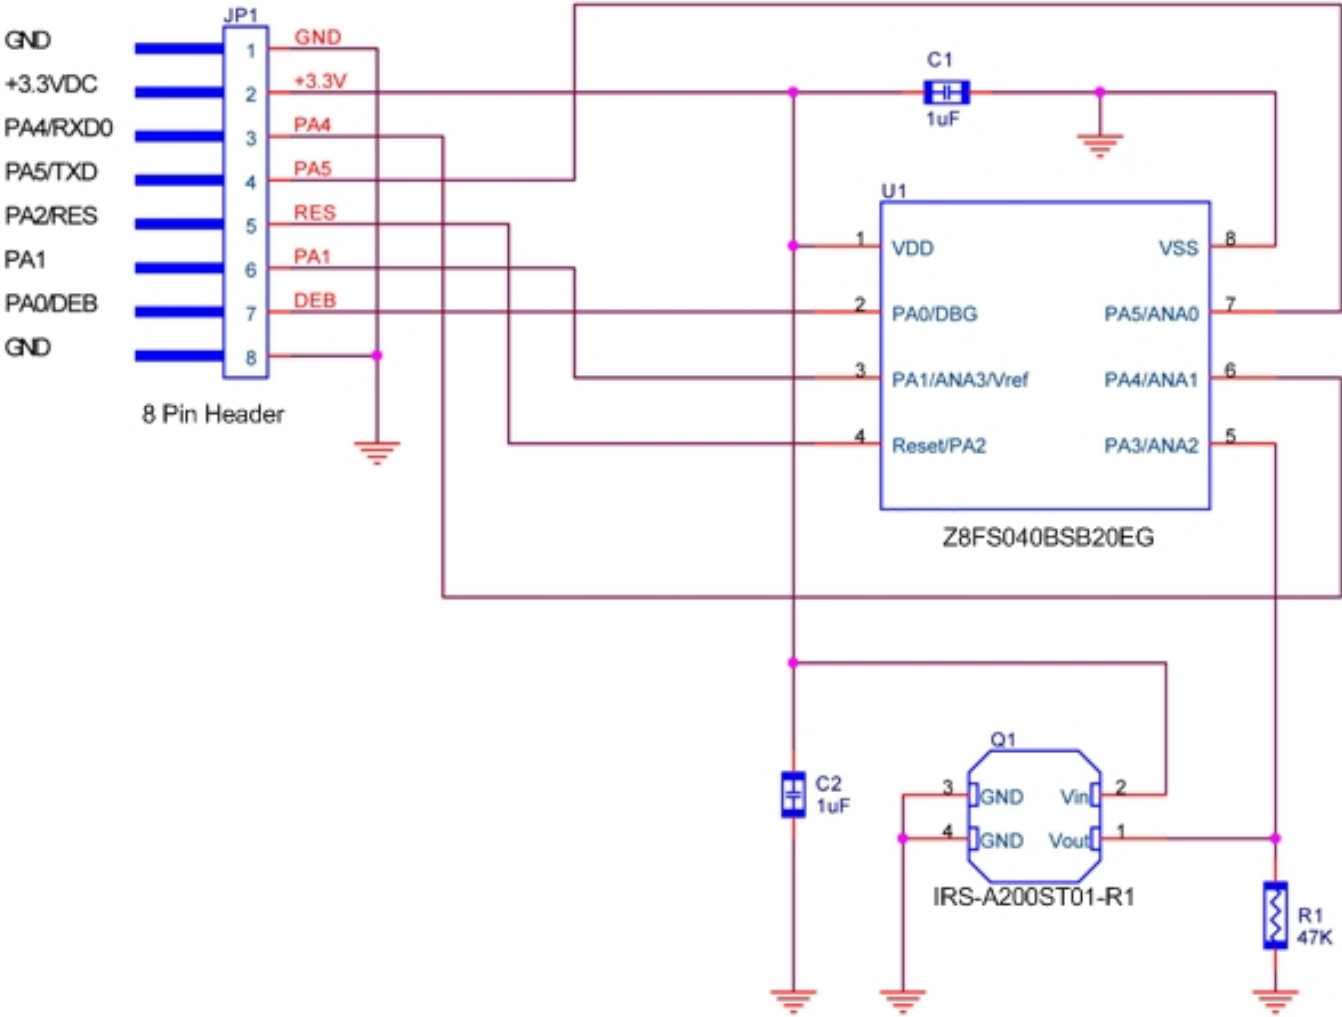 JP1
GND 1 GND
+3.3VDC 2 +3.3V
PA4/RXD0 3 PA4
PA5/TXD 4 PA5
PA2/RES 5 RES
PA1 6 PA1
PA0/DEB 7 DEB
GND 8
8 Pin Header
C1
1uF
U1
1 VDD VSS 8
2 PA0/DBG PA5/ANA0 7
3 PA1/ANA3/Vref PA4/ANA1 6
4 Reset/PA2 PA3/ANA2 5
Z8FS040BSB20EG
C2
1uF
Q1
3 GND Vin 2
4 GND Vout 1
IRS-A200ST01-R1
R1
47K